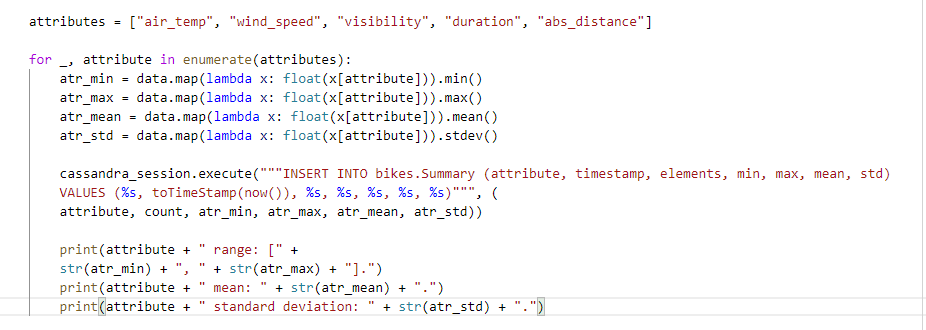 attributes = ["air_temp", "wind_speed", "visibility", "duration", "abs_distance"]
for _, attribute in enumerate(attributes):
    atr_min = data.map(lambda x: float(x[attribute])).min()
    atr_max = data.map(lambda x: float(x[attribute])).max()
    atr_mean = data.map(lambda x: float(x[attribute])).mean()
    atr_std = data.map(lambda x: float(x[attribute])).stdev()
    cassandra_session.execute("""INSERT INTO bikes.Summary (attribute, timestamp, elements, min, max, mean, std)
    VALUES (%s, toTimeStamp(now()), %s, %s, %s, %s, %s)""", (
    attribute, count, atr_min, atr_max, atr_mean, atr_std))
    print(attribute + " range: [" +
    str(atr_min) + ", " + str(atr_max) + "].")
    print(attribute + " mean: " + str(atr_mean) + ".")
    print(attribute + " standard deviation: " + str(atr_std) + ".")